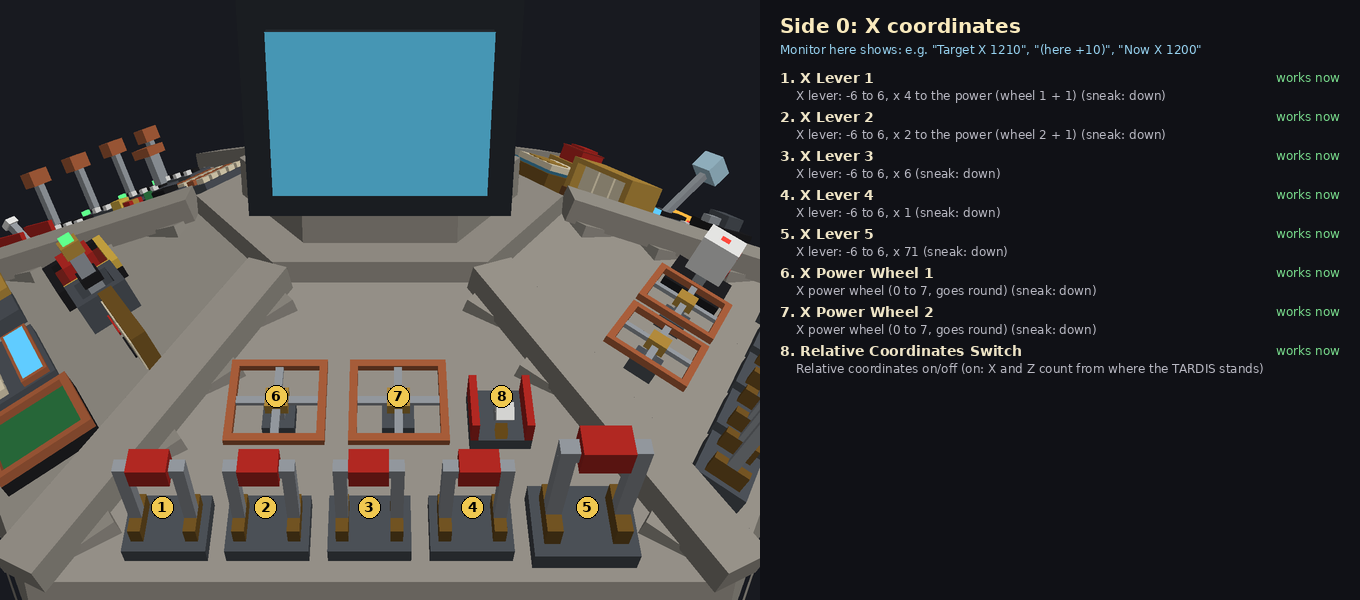 Side 0: X coordinates
Monitor here shows: e.g. "Target X 1210", "(here +10)", "Now X 1200"
1. X Lever 1 works now
X lever: -6 to 6, x 4 to the power (wheel 1 + 1) (sneak: down)
2. X Lever 2 works now
X lever: -6 to 6, x 2 to the power (wheel 2 + 1) (sneak: down)
3. X Lever 3 works now
X lever: -6 to 6, x 6 (sneak: down)
4. X Lever 4 works now
X lever: -6 to 6, x 1 (sneak: down)
5. X Lever 5 works now
X lever: -6 to 6, x 71 (sneak: down)
6. X Power Wheel 1 works now
X power wheel (0 to 7, goes round) (sneak: down)
7. X Power Wheel 2 works now
X power wheel (0 to 7, goes round) (sneak: down)
8. Relative Coordinates Switch works now
Relative coordinates on/off (on: X and Z count from where the TARDIS stands)
6 7 8
1 2 3 4 5